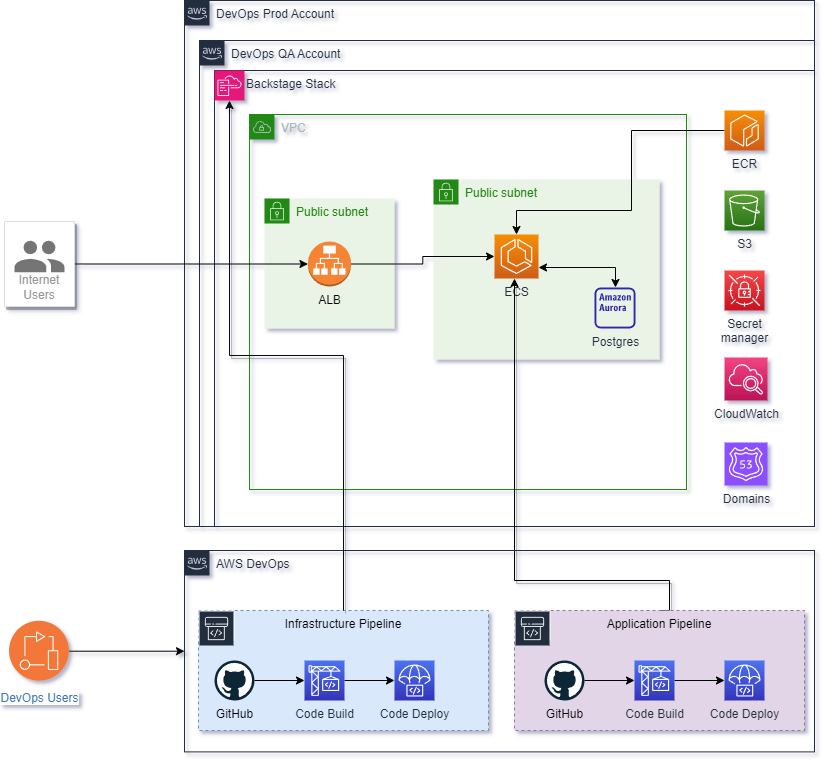 aws
DevOps Prod Account
aws
DevOps QA Account
Backstage Stack
VPC
Public subnet
ALB
Public subnet
ECS
Amazon
Aurora
Postgres
ECR
S3
Secret
manager
CloudWatch
53
Domains
Internet
Users
aws
AWS DevOps
DevOps Users
Infrastructure Pipeline
GitHub
Code Build
Code Deploy
Application Pipeline
GitHub
Code Build
Code Deploy